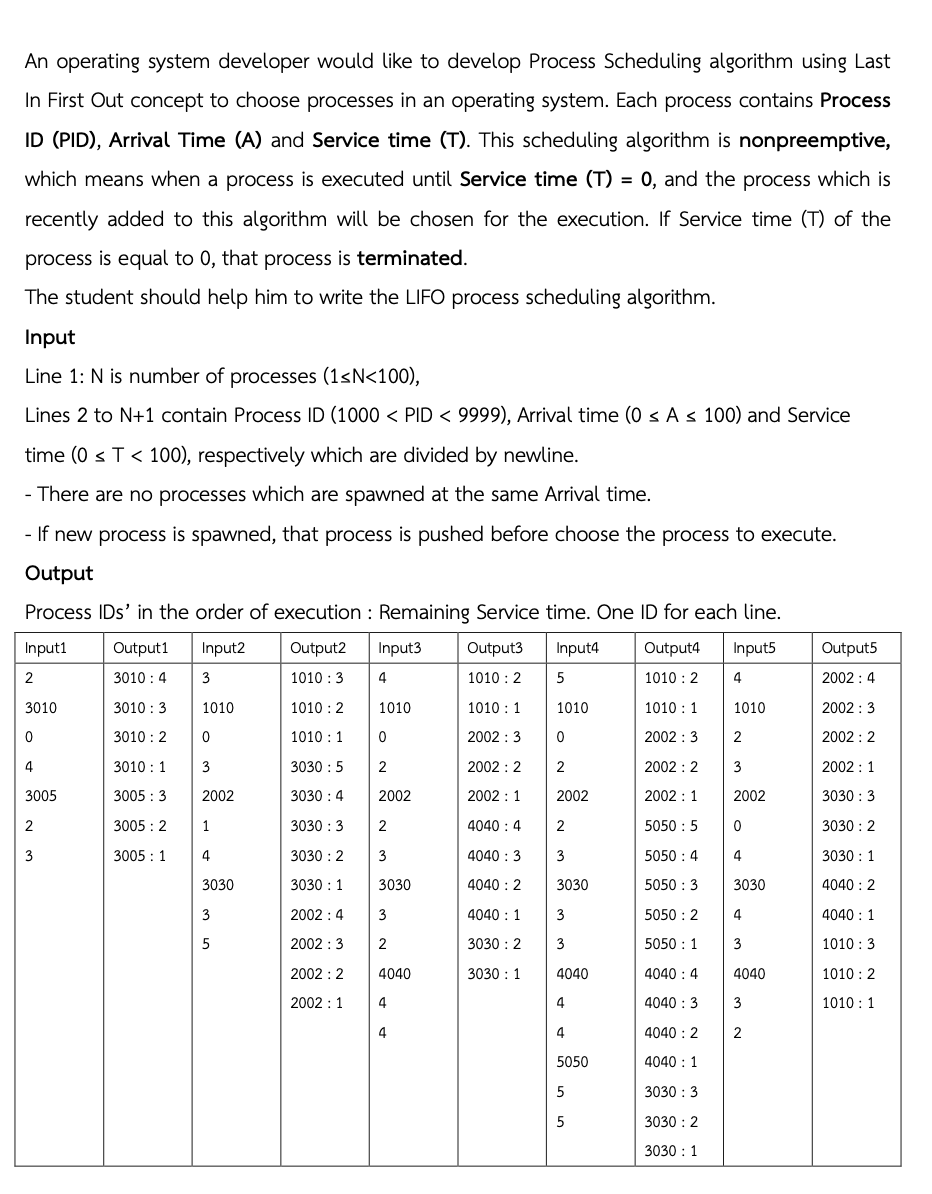 An operating system developer would like to develop Process Scheduling algorithm using Last
In First Out concept to choose processes in an operating system. Each process contains Process
ID (PID), Arrival Time (A) and Service time (T). This scheduling algorithm is nonpreemptive,
which means when a process is executed until Service time (T) = 0, and the process which is
recently added to this algorithm will be chosen for the execution. If Service time (T) of the
process is equal to 0, that process is terminated.
The student should help him to write the LIFO process scheduling algorithm.
Input
Line 1: N is number of processes (1≤N<100),
Lines 2 to N+1 contain Process ID (1000 < PID < 9999), Arrival time (0 ≤ A ≤ 100) and Service
time (0 ≤ T < 100), respectively which are divided by newline.
- There are no processes which are spawned at the same Arrival time.
- If new process is spawned, that process is pushed before choose the process to execute.
Output
Process IDs' in the order of execution : Remaining Service time. One ID for each line.
Input1 Output1 Input2 Output2 Input3 Output3 Input4 Output4 Input5 Output5
2 3010 : 4 3 1010 : 3 4 1010 : 2 5 1010 : 2 4 2002 : 4
3010 3010 : 3 1010 1010 : 2 1010 1010 : 1 1010 1010 : 1 1010 2002 : 3
0 3010 : 2 0 1010 : 1 0 2002 : 3 0 2002 : 3 2 2002 : 2
4 3010 : 1 3 3030 : 5 2 2002 : 2 2 2002 : 2 3 2002 : 1
3005 3005 : 3 2002 3030 : 4 2002 2002 : 1 2002 2002 : 1 2002 3030 : 3
2 3005 : 2 1 3030 : 3 2 4040 : 4 2 5050 : 5 0 3030 : 2
3 3005 : 1 4 3030 : 2 3 4040 : 3 3 5050 : 4 4 3030 : 1
3030 3030 : 1 3030 4040 : 2 3030 5050 : 3 3030 4040 : 2
3 2002 : 4 3 4040 : 1 3 5050 : 2 4 4040 : 1
5 2002 : 3 2 3030 : 2 3 5050 : 1 3 1010 : 3
2002 : 2 4040 3030 : 1 4040 4040 : 4 4040 1010 : 2
2002 : 1 4 4 4040 : 3 3 1010 : 1
4 4 4040 : 2 2
5050 4040 : 1
5 3030 : 3
5 3030 : 2
3030 : 1